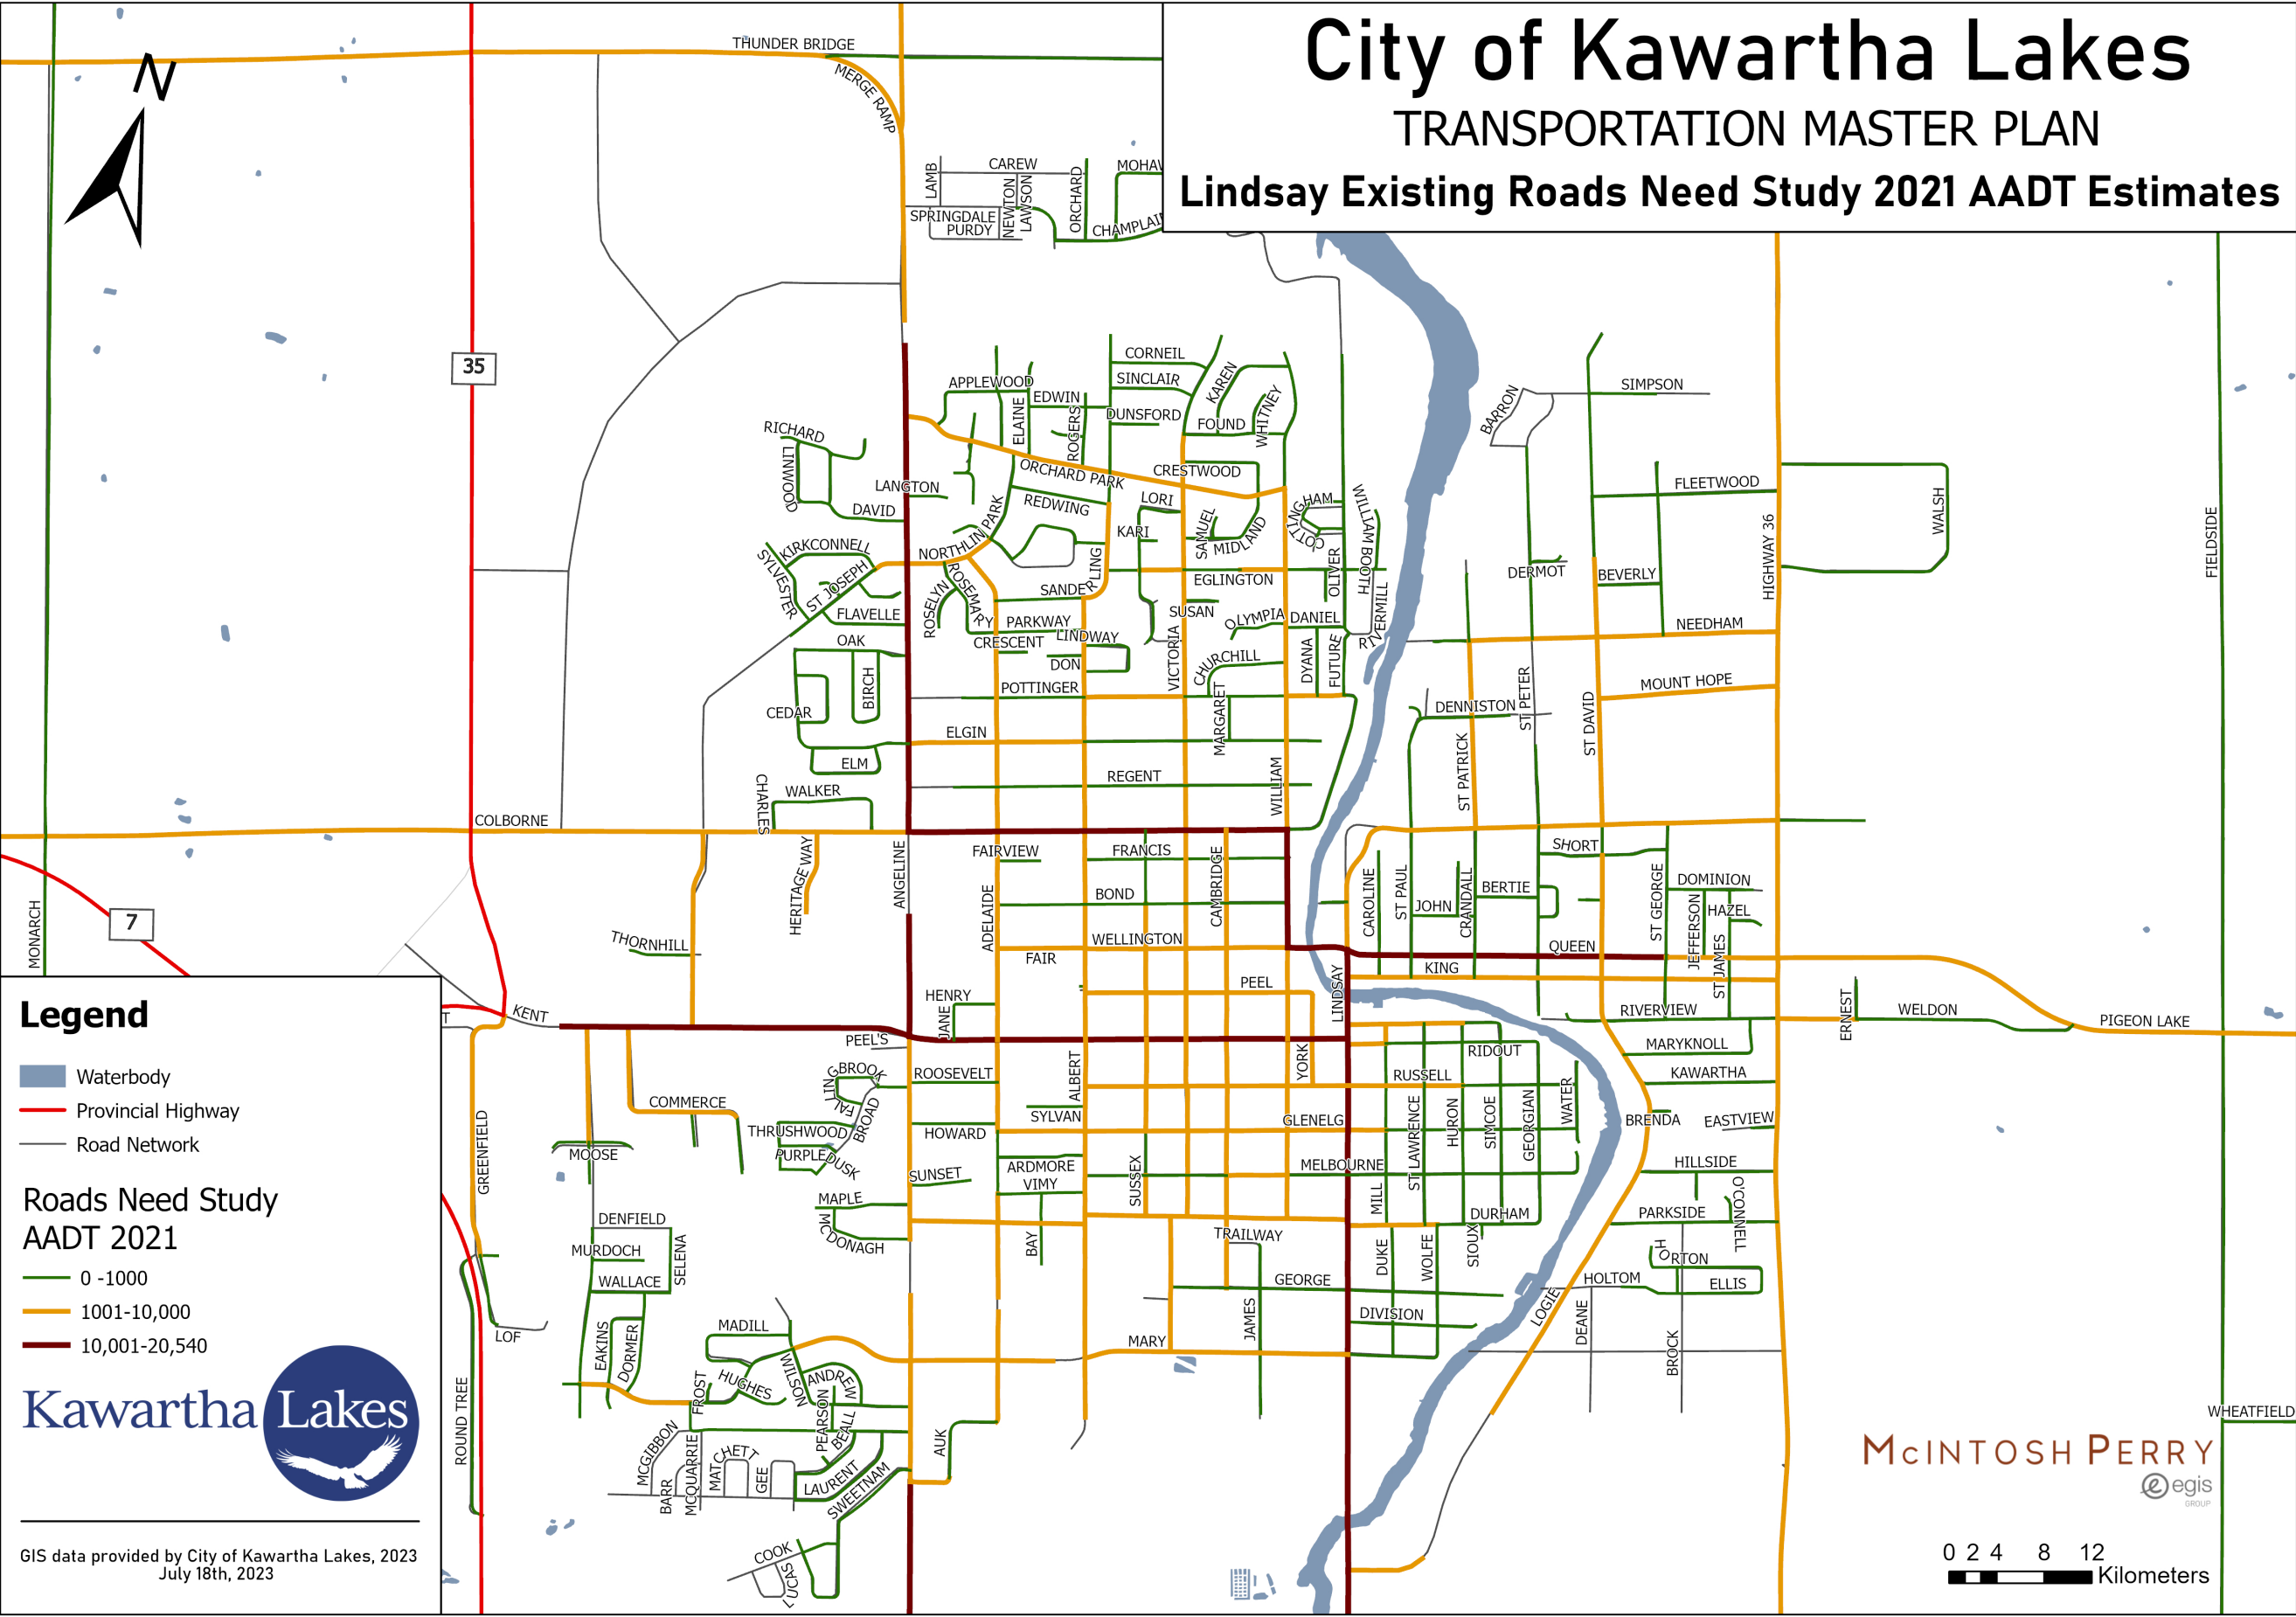 City of Kawartha Lakes
TRANSPORTATION MASTER PLAN
Lindsay Existing Roads Need Study 2021 AADT Estimates
N
THUNDER BRIDGE
MERGE RAMP
LAMB
CAREW
NEWTON
LAWSON
ORCHARD
SPRINGDALE
PURDY
CHAMPLAI
35
CORNEIL
SINCLAIR
KAREN
APPLEWOOD
EDWIN
ELAINE
ROGERS
DUNSFORD
FOUND
WHITNEY
SIMPSON
BARRON
RICHARD
LINWOOD
LANGTON
DAVID
ORCHARD PARK
CRESTWOOD
REDWING
LORI
KARI
SAMUEL
MIDLAND
COTTINGHAM
WILLIAM BOOTH
FLEETWOOD
WALSH
HIGHWAY 36
FIELDSIDE
KIRKCONNELL
SYLVESTER
ST JOSEPH
FLAVELLE
NORTHLIN PARK
ROSELYN
ROSEMARY
SANDERLING
EGLINGTON
OLIVER
RIVERMILL
DERMOT
BEVERLY
OAK
PARKWAY
CRESCENT
LINDWAY
DON
SUSAN
OLYMPIA
DANIEL
VICTORIA
CHURCHILL
DYANA
FUTURE
NEEDHAM
BIRCH
CEDAR
POTTINGER
MARGARET
MOUNT HOPE
DENNISTON
ST PETER
ST DAVID
ST PATRICK
ELM
ELGIN
REGENT
WILLIAM
CHARLES
WALKER
COLBORNE
HERITAGE WAY
ANGELINE
FAIRVIEW
FRANCIS
CAMBRIDGE
SHORT
ADELAIDE
BOND
CAROLINE
ST PAUL
JOHN
CRANDALL
BERTIE
ST GEORGE
DOMINION
JEFFERSON
HAZEL
ST JAMES
7
MONARCH
THORNHILL
WELLINGTON
FAIR
QUEEN
KING
LINDSAY
PEEL
HENRY
JANE
KENT
T
PEEL'S
RIVERVIEW
ERNEST
WELDON
PIGEON LAKE
MARYKNOLL
YORK
RIDOUT
ALBERT
ROOSEVELT
FALLINGBROOK
BROAD
RUSSELL
KAWARTHA
COMMERCE
SYLVAN
GLENELG
WATER
BRENDA
EASTVIEW
THRUSHWOOD
HOWARD
ST LAWRENCE
HURON
SIMCOE
GEORGIAN
GREENFIELD
MOOSE
PURPLE DUSK
SUNSET
ARDMORE
VIMY
SUSSEX
MELBOURNE
MILL
HILLSIDE
MAPLE
MCDONAGH
BAY
TRAILWAY
DURHAM
PARKSIDE
O'CONNELL
DENFIELD
MURDOCH
SELENA
WALLACE
DUKE
WOLFE
SIOUX
HORTON
GEORGE
HOLTOM
ELLIS
LOF
EAKINS
DORMER
MADILL
JAMES
DIVISION
LOGIE
DEANE
BROCK
MARY
WILSON
ANDREW
HUGHES
FROST
PEARSON
BEALL
ROUND TREE
MCGIBBON
BARR
MCQUARRIE
MATCHETT
GEE
LAURENT
SWEETNAM
AUK
COOK
LUCAS
WHEATFIELD
Legend
Waterbody
Provincial Highway
Road Network
Roads Need Study
AADT 2021
0 -1000
1001-10,000
10,001-20,540
Kawartha Lakes
GIS data provided by City of Kawartha Lakes, 2023
July 18th, 2023
McINTOSH PERRY
egis
GROUP
0 2 4 8 12
Kilometers